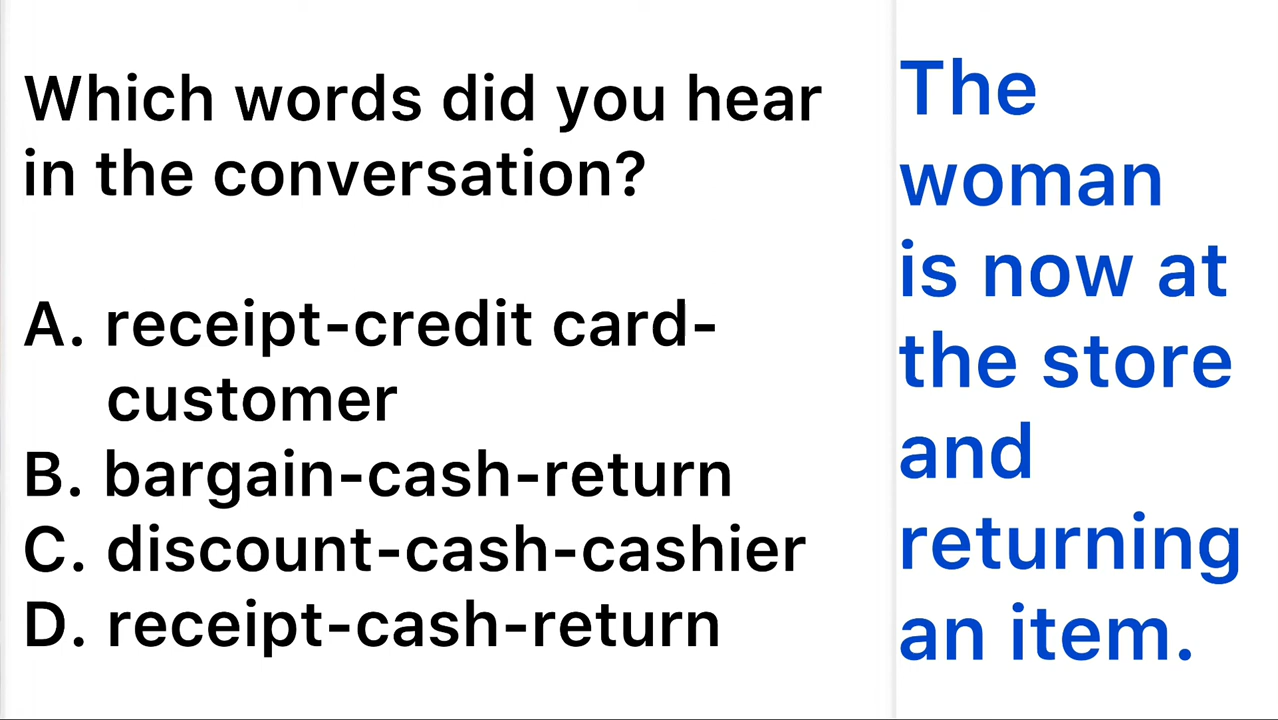 Which words did you hear
in the conversation?
A. receipt-credit card-
customer
B. bargain-cash-return
C. discount-cash-cashier
D. receipt-cash-return
The
woman
is now at
the store
and
returning
an item.